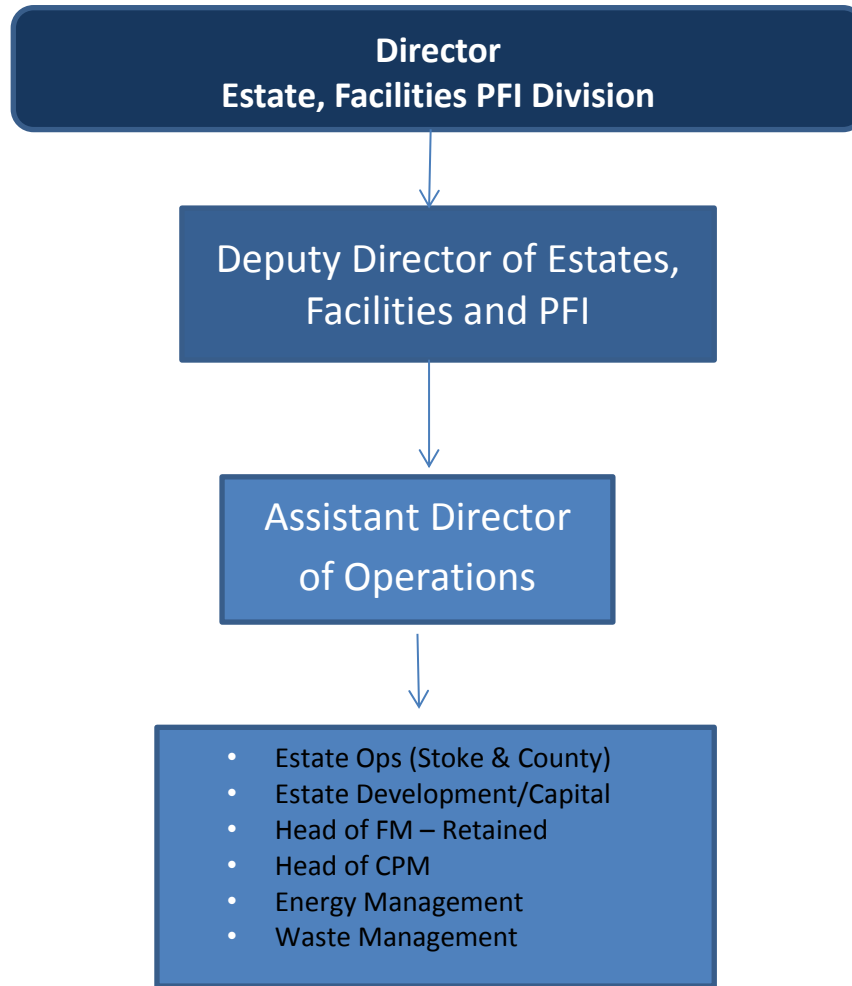 Director
Estate, Facilities PFI Division
Deputy Director of Estates,
Facilities and PFI
Assistant Director
of Operations
• Estate Ops (Stoke & County)
• Estate Development/Capital
• Head of FM – Retained
• Head of CPM
• Energy Management
• Waste Management